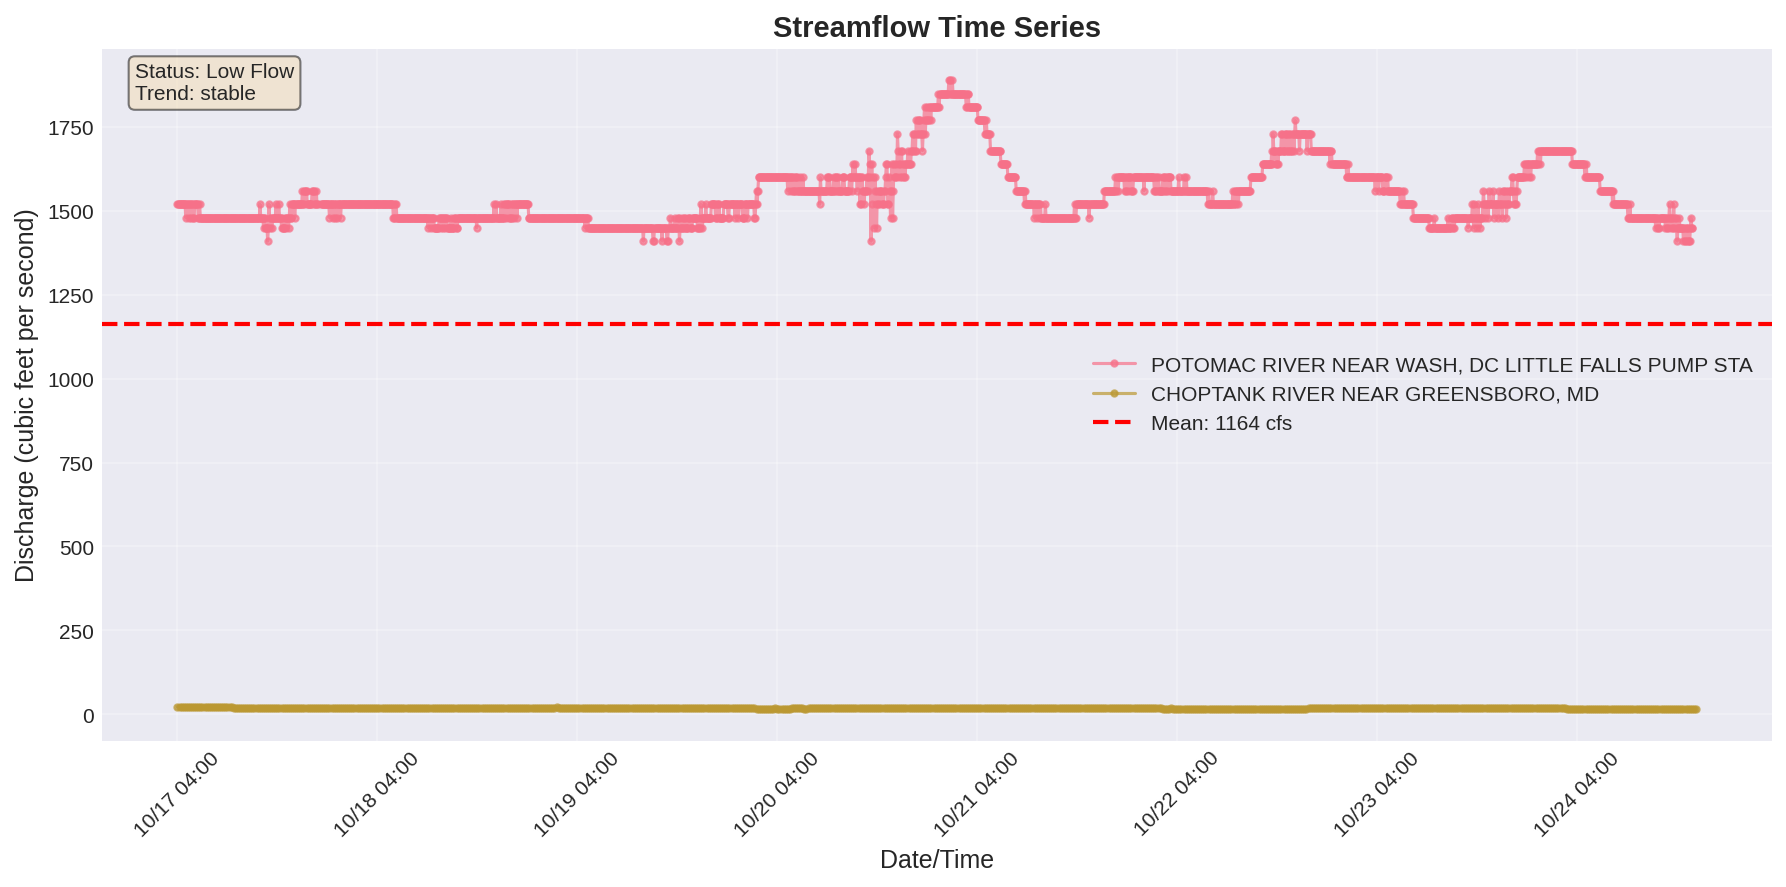 Streamflow Time Series
Status: Low Flow
Trend: stable
Discharge (cubic feet per second)
1750
1500
1250
1000
750
500
250
0
POTOMAC RIVER NEAR WASH, DC LITTLE FALLS PUMP STA
CHOPTANK RIVER NEAR GREENSBORO, MD
Mean: 1164 cfs
10/17 04:00
10/18 04:00
10/19 04:00
10/20 04:00
10/21 04:00
10/22 04:00
10/23 04:00
10/24 04:00
Date/Time